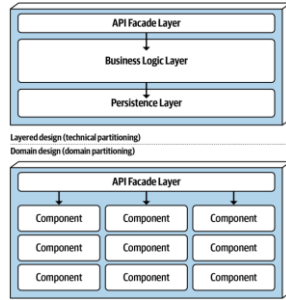 API Facade Layer
Business Logic Layer
Persistence Layer
Layered design (technical partitioning)
Domain design (domain partitioning)
API Facade Layer
Component Component Component
Component Component Component
Component Component Component